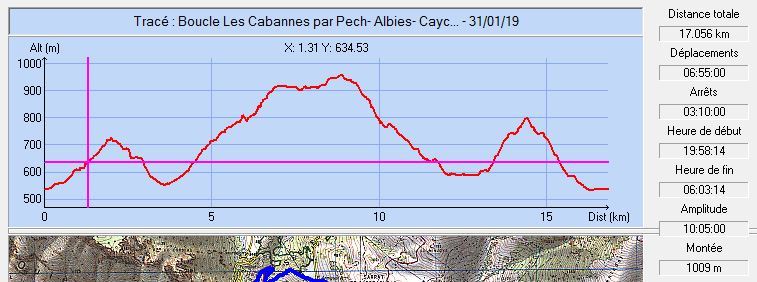 Tracé : Boucle Les Cabannes par Pech- Albies- Cayc... - 31/01/19
Alt (m)
X: 1.31 Y: 634.53
1000
900
800
700
600
500
0
5
10
15
Dist (km)
Distance totale
17.056 km
Déplacements
06:55:00
Arrêts
03:10:00
Heure de début
19:58:14
Heure de fin
06:03:14
Amplitude
10:05:00
Montée
1009 m